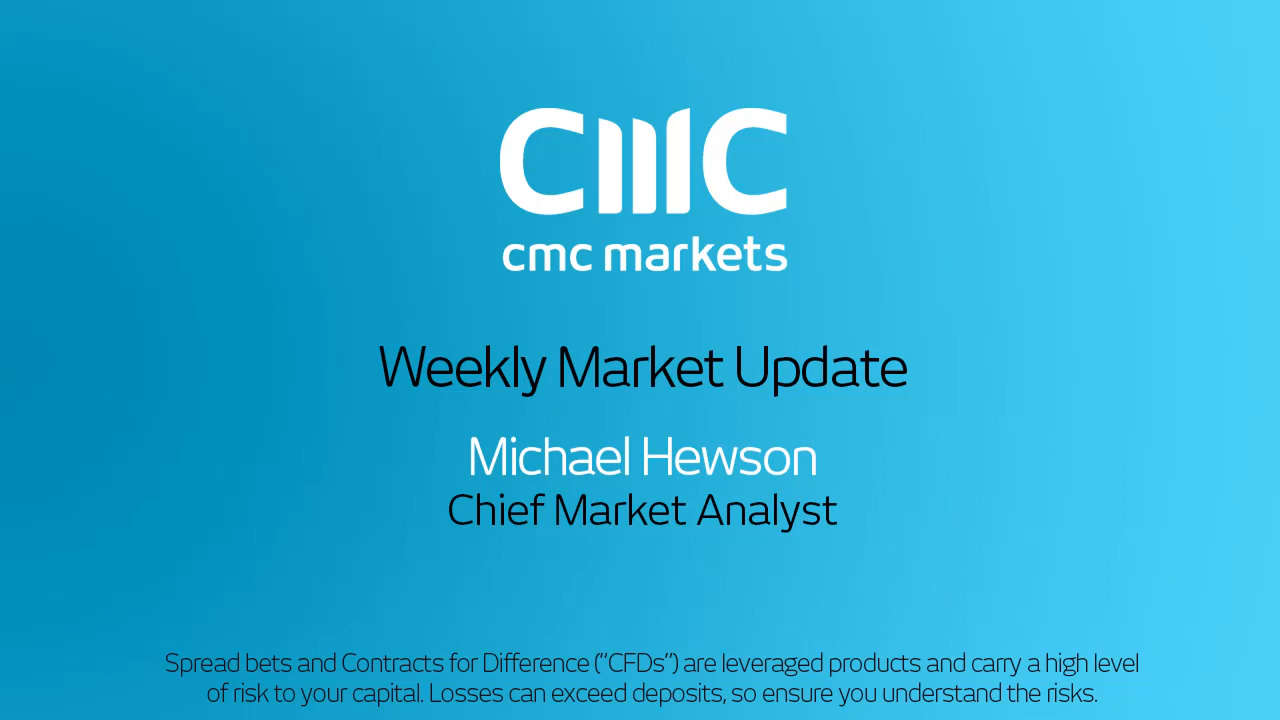 CMC
cmc markets
Weekly Market Update
Michael Hewson
Chief Market Analyst
Spread bets and Contracts for Difference (”CFDs”) are leveraged products and carry a high level
of risk to your capital. Losses can exceed deposits, so ensure you understand the risks.